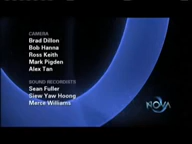 CAMERA
Brad Dillon
Bob Hanna
Ross Keith
Mark Pigden
Alex Tan
SOUND RECORDISTS
Sean Fuller
Siew Yaw Hoong
Merce Williams
NOVA